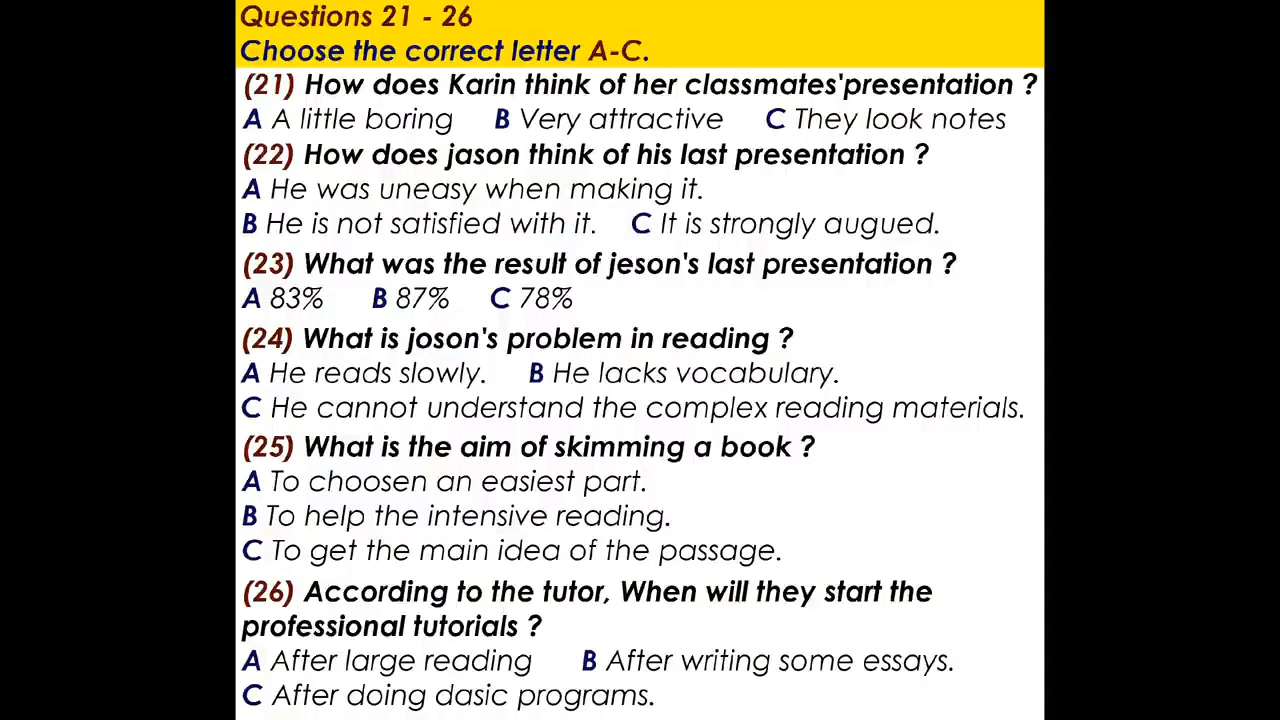 Questions 21 - 26
Choose the correct letter A-C.
(21) How does Karin think of her classmates'presentation ?
A A little boring B Very attractive C They look notes
(22) How does jason think of his last presentation ?
A He was uneasy when making it.
B He is not satisfied with it. C It is strongly augued.
(23) What was the result of jeson's last presentation ?
A 83% B 87% C 78%
(24) What is joson's problem in reading ?
A He reads slowly. B He lacks vocabulary.
C He cannot understand the complex reading materials.
(25) What is the aim of skimming a book ?
A To choosen an easiest part.
B To help the intensive reading.
C To get the main idea of the passage.
(26) According to the tutor, When will they start the
professional tutorials ?
A After large reading B After writing some essays.
C After doing dasic programs.